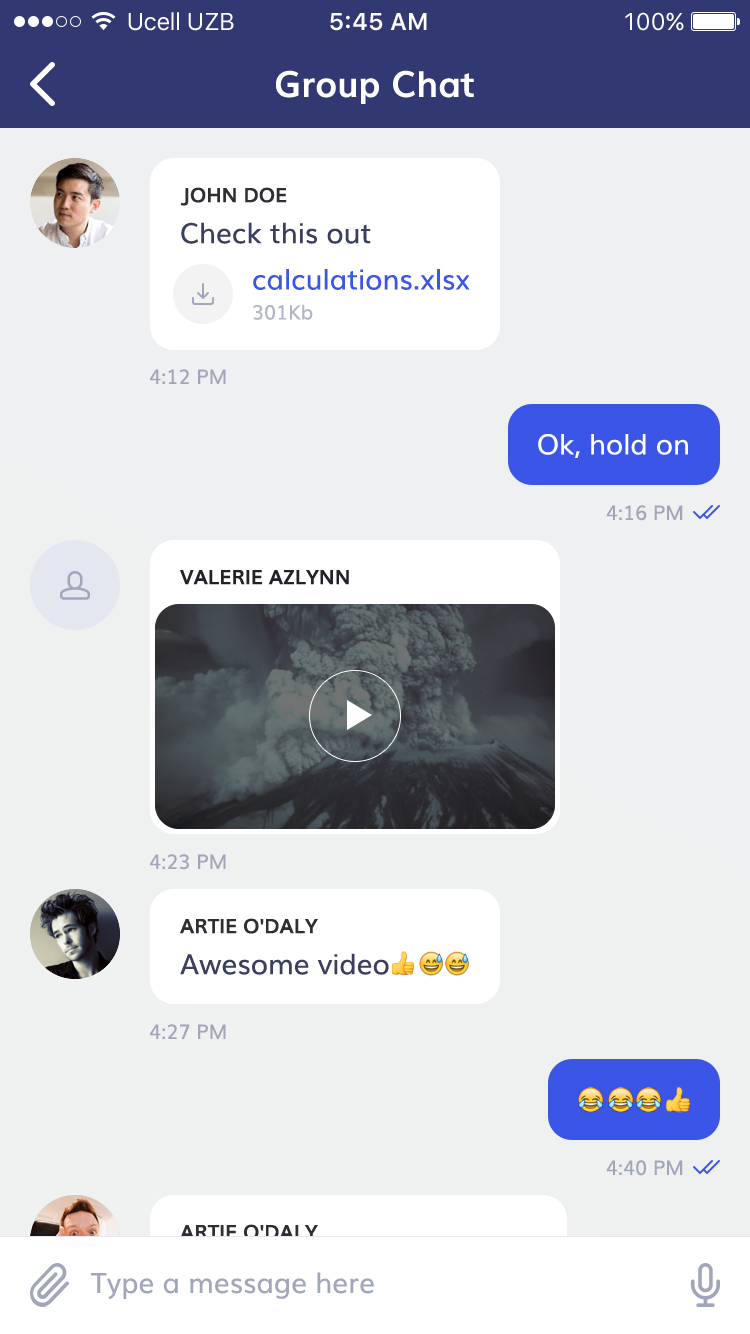 Ucell UZB 5:45 AM 100%
Group Chat
JOHN DOE
Check this out
calculations.xlsx
301Kb
4:12 PM
Ok, hold on
4:16 PM
VALERIE AZLYNN
4:23 PM
ARTIE O'DALY
Awesome video👍😅😅
4:27 PM
😂😂😂👍
4:40 PM
ARTIE O'DALY
Type a message here